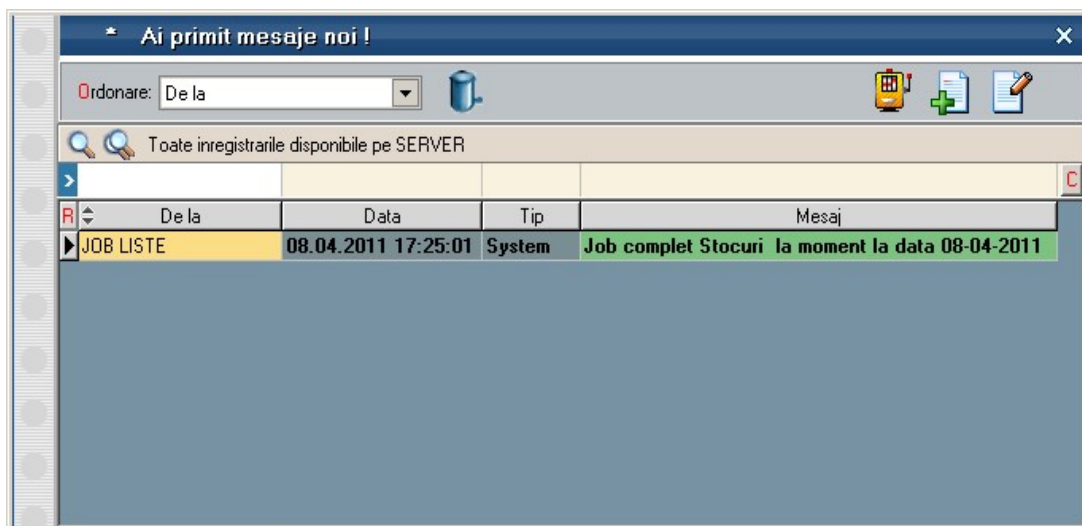 * Ai primit mesaje noi !
Ordonare: De la
Toate inregistrarile disponibile pe SERVER
C
R De la Data Tip Mesaj
JOB LISTE 08.04.2011 17:25:01 System Job complet Stocuri la moment la data 08-04-2011